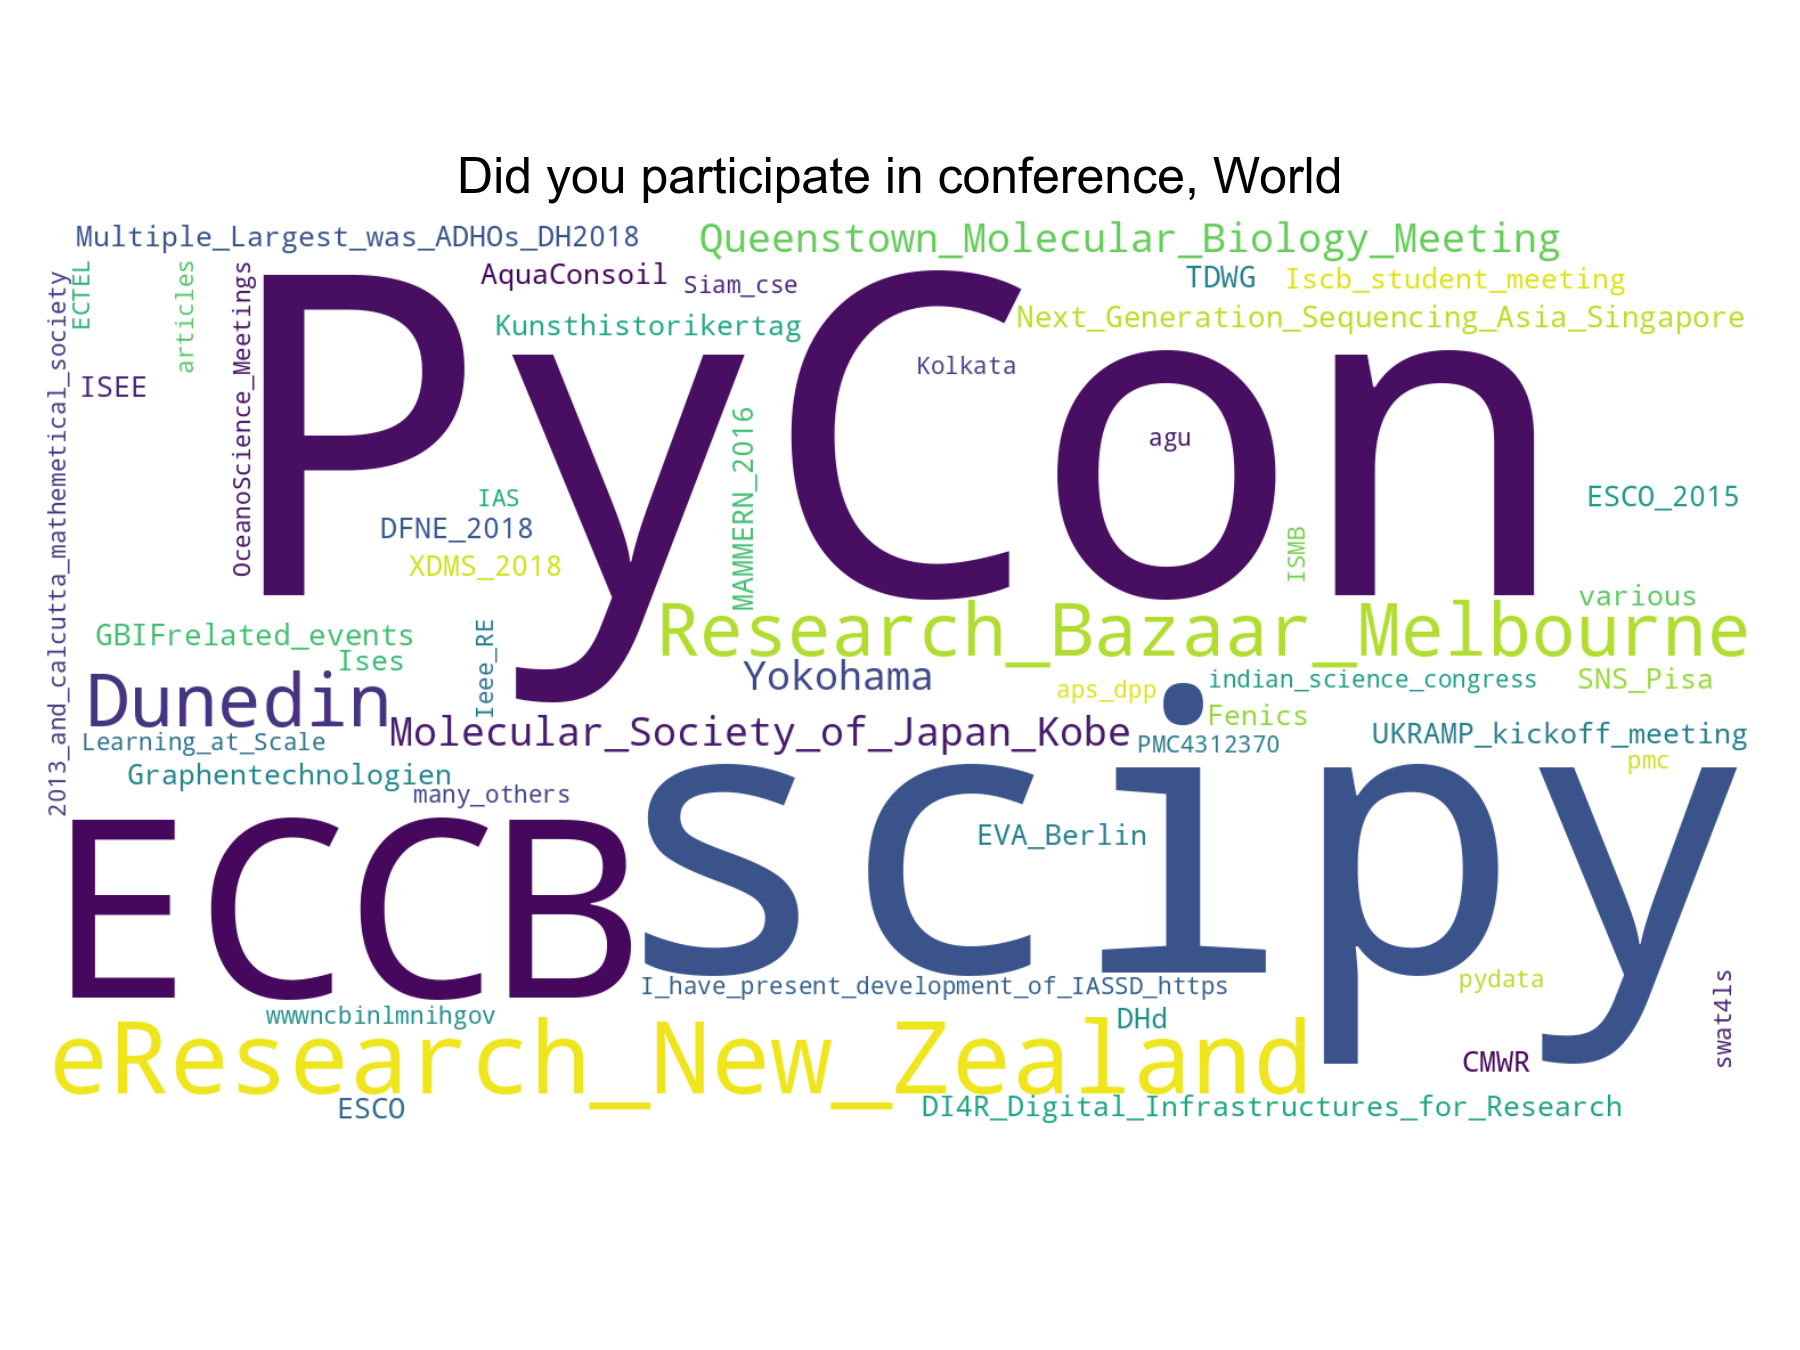 Did you participate in conference, World
Multiple_Largest_was_ADHOs_DH2018
Queenstown_Molecular_Biology_Meeting
ECTEL
articles
OceanoScience_Meetings
AquaConsoil
Siam_cse
TDWG
Iscb_student_meeting
2013_and_calcutta_mathemetical_society
Kunsthistorikertag
Next_Generation_Sequencing_Asia_Singapore
PyCon
Kolkata
ISEE
MAMMERN_2016
agu
IAS
ESCO_2015
DFNE_2018
XDMS_2018
ISMB
various
GBIFrelated_events
Research_Bazaar_Melbourne
Ises
Ieee_RE
Yokohama
aps_dpp
indian_science_congress
SNS_Pisa
Dunedin
Fenics
Molecular_Society_of_Japan_Kobe
UKRAMP_kickoff_meeting
Learning_at_Scale
PMC4312370
pmc
Graphentechnologien
many_others
scipy
ECCB
EVA_Berlin
I_have_present_development_of_IASSD_https
pydata
swat4ls
wwwncbinlmnihgov
DHd
eResearch_New_Zealand
CMWR
ESCO
DI4R_Digital_Infrastructures_for_Research